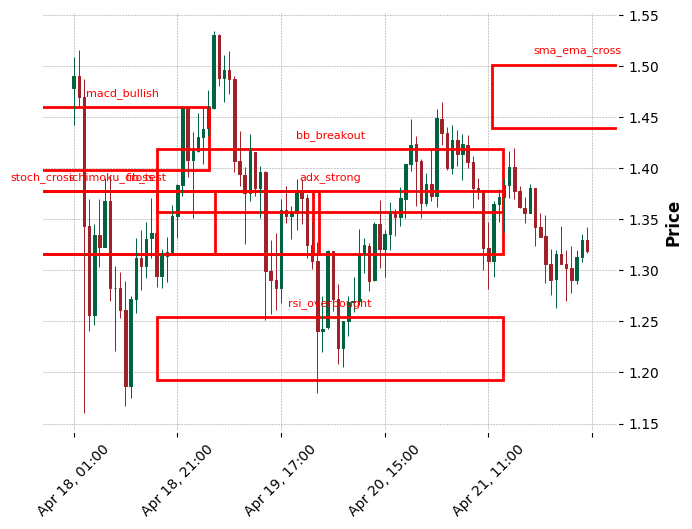 1.55
sma_ema_cross
1.50
macd_bullish
1.45
bb_breakout
1.40
stoch_cross
adx_strong
1.35
Price
1.30
rsi_overbought
1.25
1.20
1.15
Apr 18, 01:00
Apr 18, 21:00
Apr 19, 17:00
Apr 20, 15:00
Apr 21, 11:00